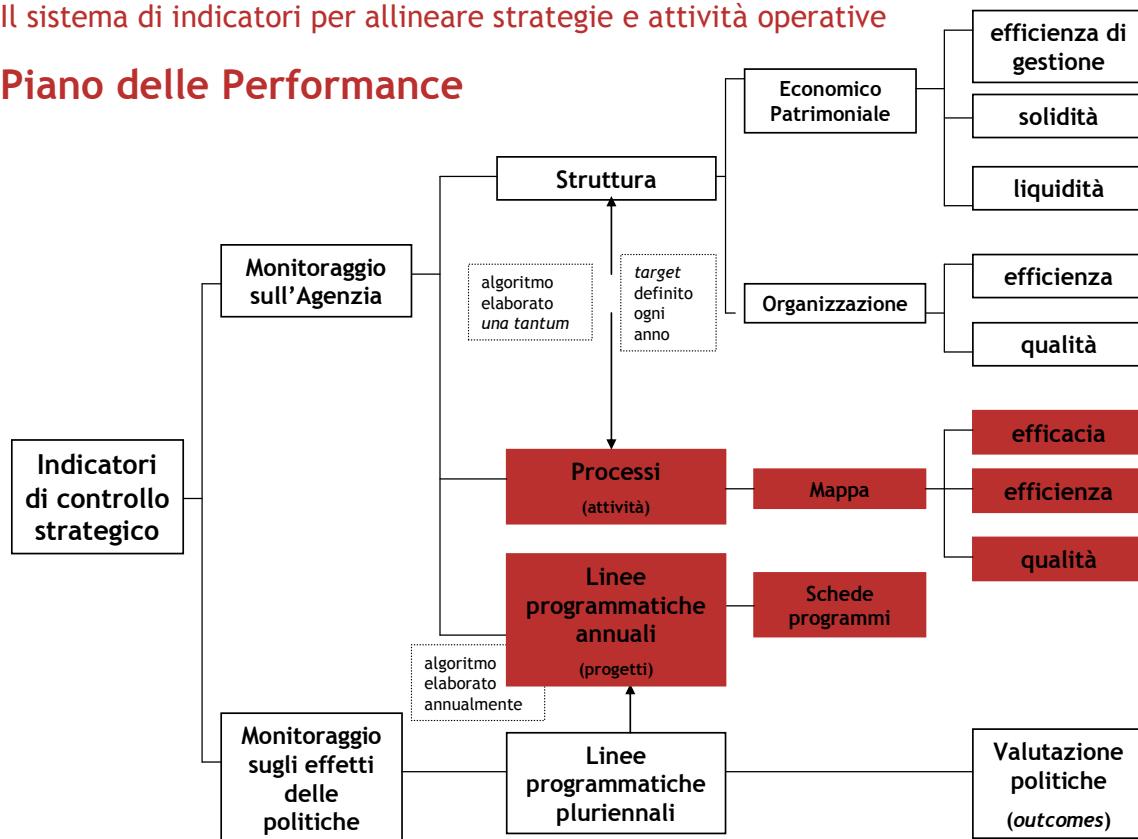 Il sistema di indicatori per allineare strategie e attività operative
Piano delle Performance
efficienza di
gestione
Economico
Patrimoniale
solidità
Struttura
liquidità
Monitoraggio
sull'Agenzia
algoritmo
elaborato
una tantum
target
definito
ogni
anno
Organizzazione
efficienza
qualità
Indicatori
di controllo
strategico
Processi
(attività)
Mappa
efficacia
efficienza
qualità
Linee
programmatiche
annuali
(progetti)
Schede
programmi
algoritmo
elaborato
annualmente
Monitoraggio
sugli effetti
delle
politiche
Linee
programmatiche
pluriennali
Valutazione
politiche
(outcomes)